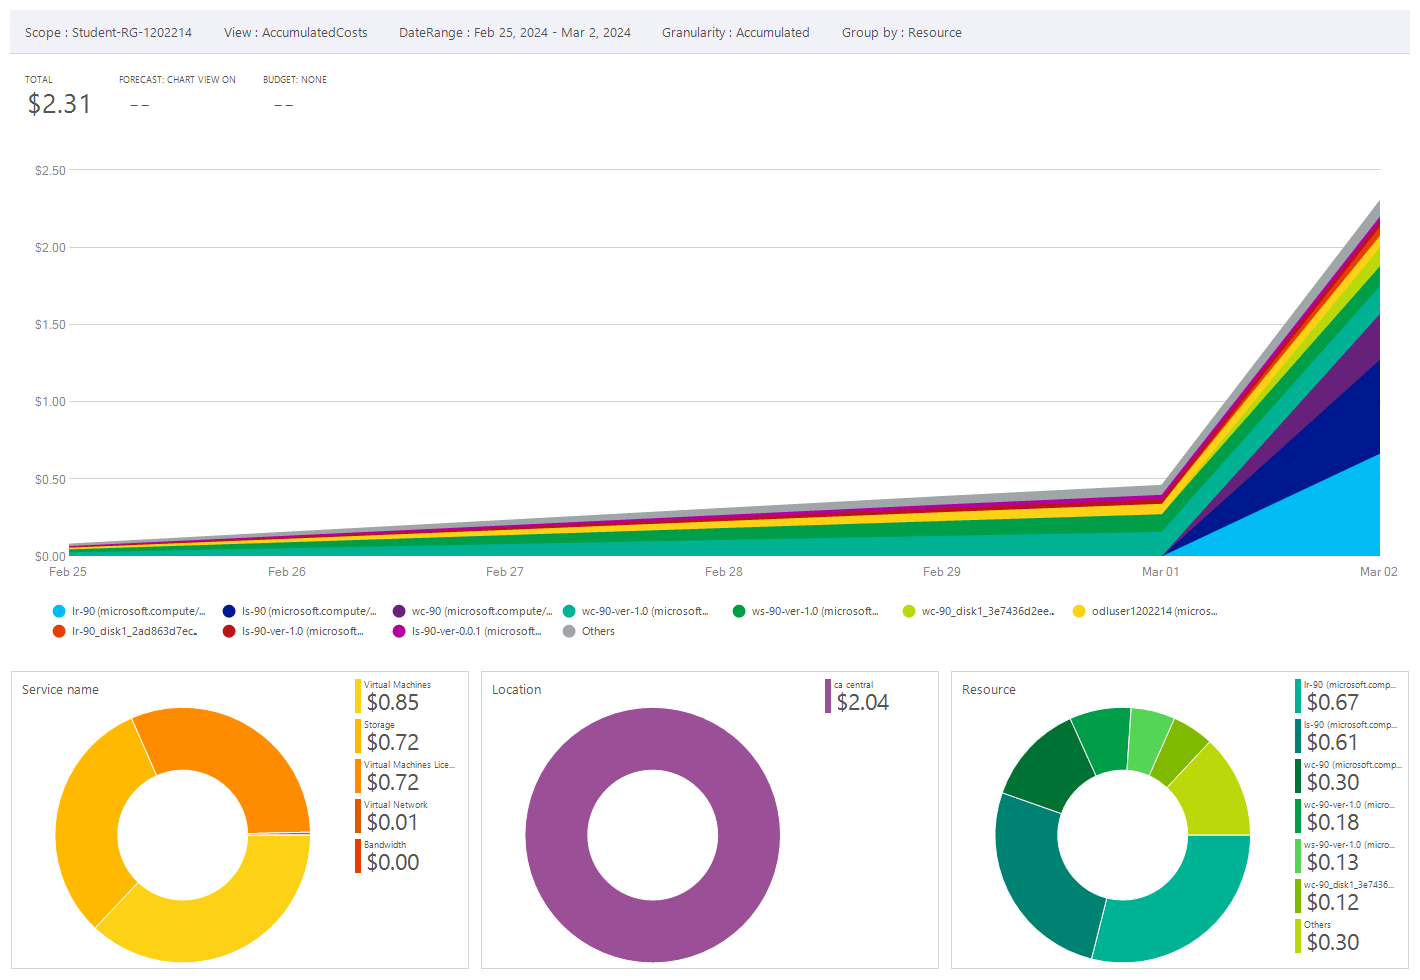 Scope : Student-RG-1202214 View : AccumulatedCosts DateRange : Feb 25, 2024 - Mar 2, 2024 Granularity : Accumulated Group by : Resource
TOTAL FORECAST: CHART VIEW ON BUDGET: NONE
$2.31 -- --
$2.50
$2.00
$1.50
$1.00
$0.50
$0.00
Feb 25 Feb 26 Feb 27 Feb 28 Feb 29 Mar 01 Mar 02
lr-90 (microsoft.compute/... ls-90 (microsoft.compute/... wc-90 (microsoft.compute/... wc-90-ver-1.0 (microsoft... ws-90-ver-1.0 (microsoft... wc-90_disk1_3e7436d2ee... odluser1202214 (micros...
lr-90_disk1_2ad863d7ec... ls-90-ver-1.0 (microsoft... ls-90-ver-0.0.1 (microsoft... Others
Service name
Virtual Machines
$0.85
Storage
$0.72
Virtual Machines Lice...
$0.72
Virtual Network
$0.01
Bandwidth
$0.00
Location
ca central
$2.04
Resource
lr-90 (microsoft.comp...
$0.67
ls-90 (microsoft.comp...
$0.61
wc-90 (microsoft.comp...
$0.30
wc-90-ver-1.0 (micro...
$0.18
ws-90-ver-1.0 (micro...
$0.13
wc-90_disk1_3e7436...
$0.12
Others
$0.30